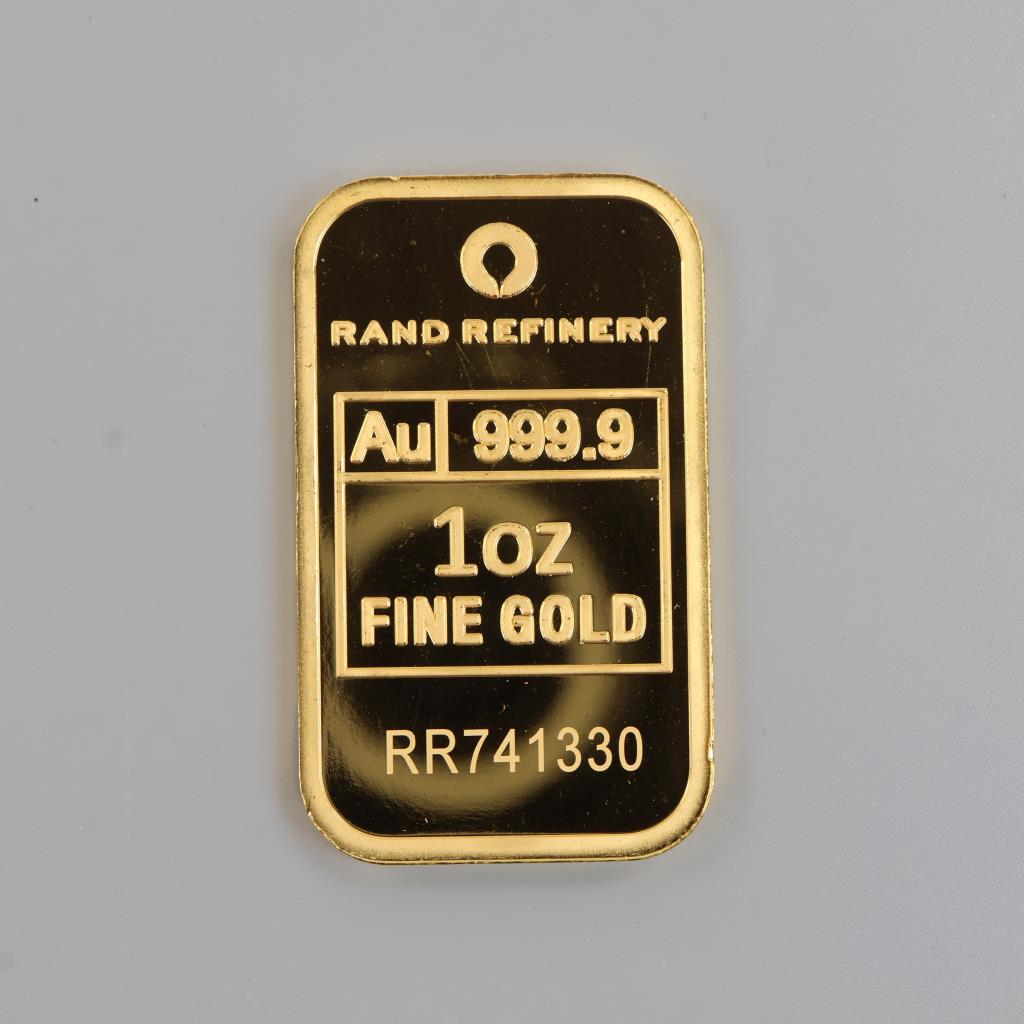 RAND REFINERY
Au 999.9
1oz
FINE GOLD
RR741330